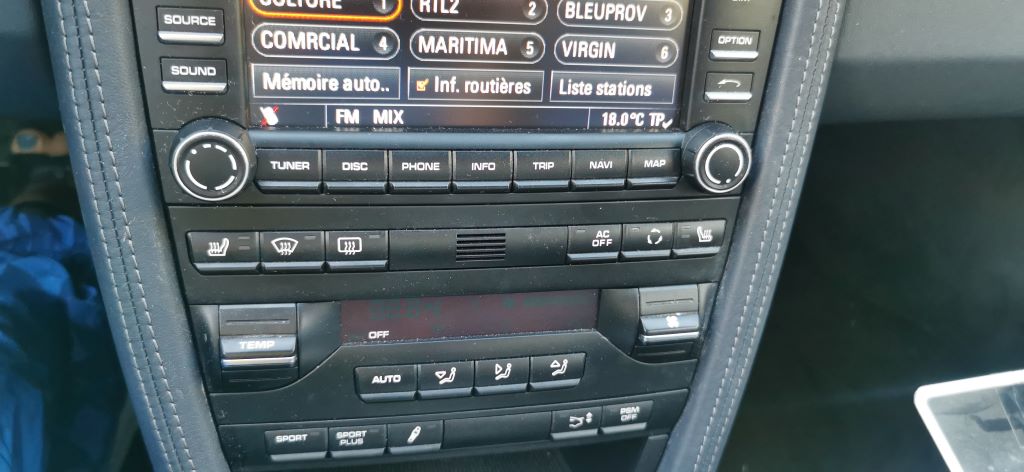 CULTURE 1 RTL2 2 BLEUPROV 3
SOURCE
COMRCIAL 4 MARITIMA 5 VIRGIN 6
OPTION
SOUND
Mémoire auto.. Inf. routières Liste stations
FM MIX 18.0°C TP
TUNER DISC PHONE INFO TRIP NAVI MAP
AC
OFF
OFF
TEMP
AUTO
SPORT
SPORT
PLUS
PSM
OFF